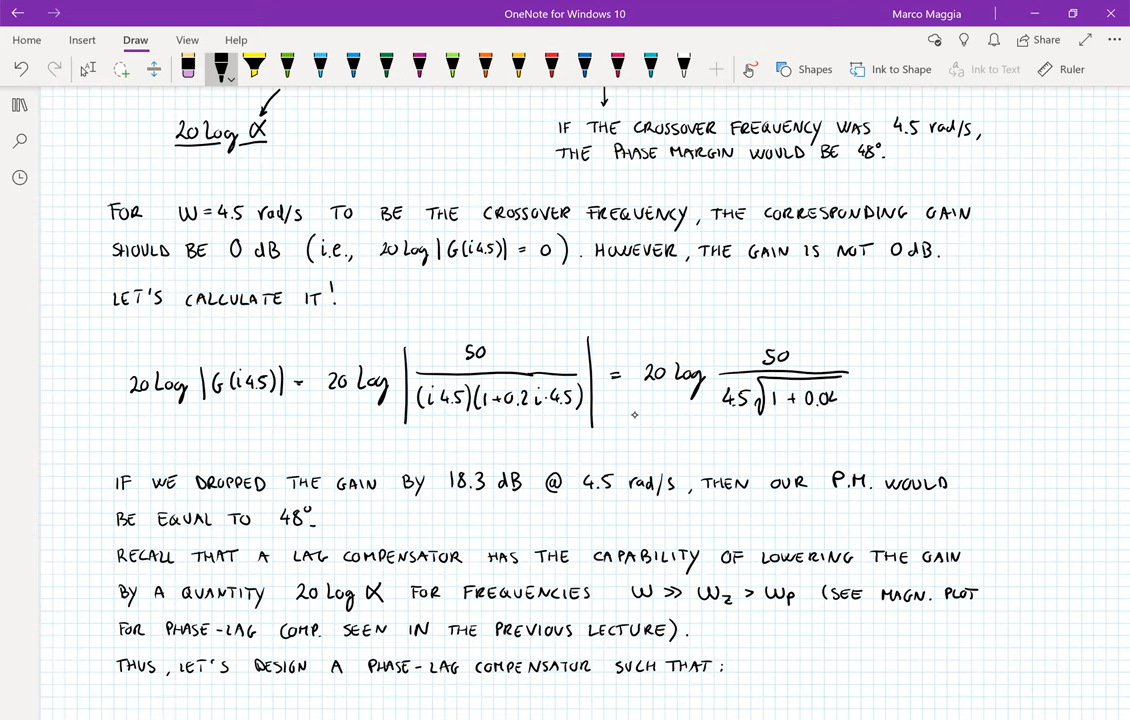 OneNote for Windows 10
Marco Maggia
Home Insert Draw View Help
Share
Shapes Ink to Shape Ink to Text Ruler
20 Log α
IF THE CROSSOVER FREQUENCY WAS 4.5 rad/s,
THE PHASE MARGIN WOULD BE 48°.
FOR W = 4.5 rad/s TO BE THE CROSSOVER FREQUENCY, THE CORRESPONDING GAIN
SHOULD BE 0 dB (i.e., 20 Log |G(i4.5)| = 0). HOWEVER, THE GAIN IS NOT 0 dB.
LET'S CALCULATE IT!
20 Log |G(i4.5)| = 20 Log | 50 / (i4.5)(1+0.2i·4.5) | = 20 Log 50 / 4.5√1 + 0.04
IF WE DROPPED THE GAIN BY 18.3 dB @ 4.5 rad/s, THEN OUR P.M. WOULD
BE EQUAL TO 48°.
RECALL THAT A LAG COMPENSATOR HAS THE CAPABILITY OF LOWERING THE GAIN
BY A QUANTITY 20 Log α FOR FREQUENCIES W >> Wz > Wp (SEE MAGN. PLOT
FOR PHASE-LAG COMP. SEEN IN THE PREVIOUS LECTURE).
THUS, LET'S DESIGN A PHASE-LAG COMPENSATOR SUCH THAT: